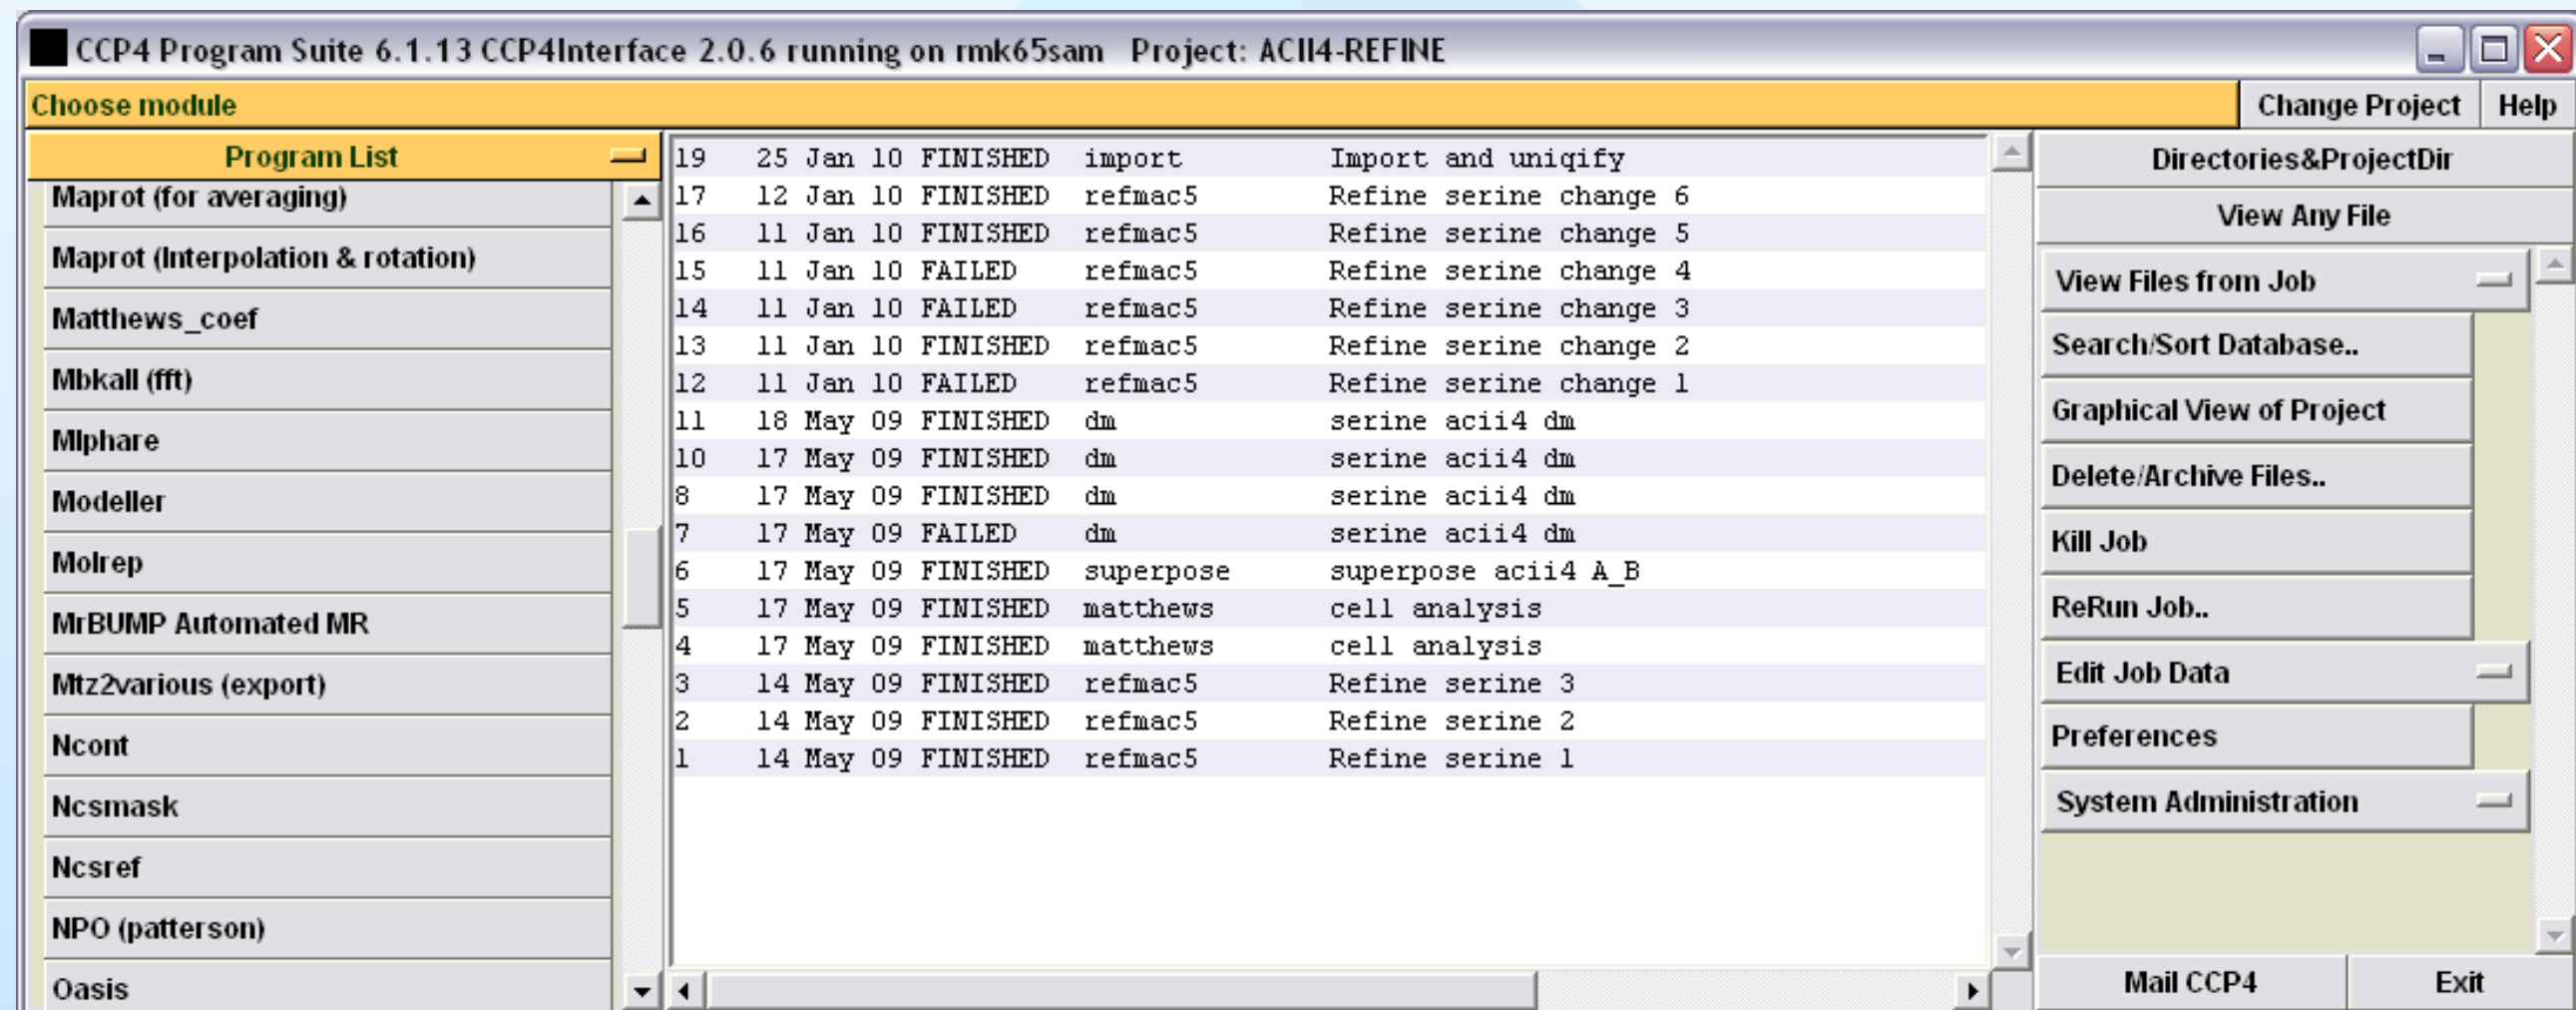 CCP4 Program Suite 6.1.13 CCP4Interface 2.0.6 running on rmk65sam Project: ACII4-REFINE
Choose module
Change Project
Help
Program List
Maprot (for averaging)
Maprot (Interpolation & rotation)
Matthews_coef
Mbkall (fft)
Mlphare
Modeller
Molrep
MrBUMP Automated MR
Mtz2various (export)
Ncont
Ncsmask
Ncsref
NPO (patterson)
Oasis
19 25 Jan 10 FINISHED import Import and uniqify
17 12 Jan 10 FINISHED refmac5 Refine serine change 6
16 11 Jan 10 FINISHED refmac5 Refine serine change 5
15 11 Jan 10 FAILED refmac5 Refine serine change 4
14 11 Jan 10 FAILED refmac5 Refine serine change 3
13 11 Jan 10 FINISHED refmac5 Refine serine change 2
12 11 Jan 10 FAILED refmac5 Refine serine change 1
11 18 May 09 FINISHED dm serine acii4 dm
10 17 May 09 FINISHED dm serine acii4 dm
8 17 May 09 FINISHED dm serine acii4 dm
7 17 May 09 FAILED dm serine acii4 dm
6 17 May 09 FINISHED superpose superpose acii4 A_B
5 17 May 09 FINISHED matthews cell analysis
4 17 May 09 FINISHED matthews cell analysis
3 14 May 09 FINISHED refmac5 Refine serine 3
2 14 May 09 FINISHED refmac5 Refine serine 2
1 14 May 09 FINISHED refmac5 Refine serine 1
Directories&ProjectDir
View Any File
View Files from Job
Search/Sort Database..
Graphical View of Project
Delete/Archive Files..
Kill Job
ReRun Job..
Edit Job Data
Preferences
System Administration
Mail CCP4
Exit